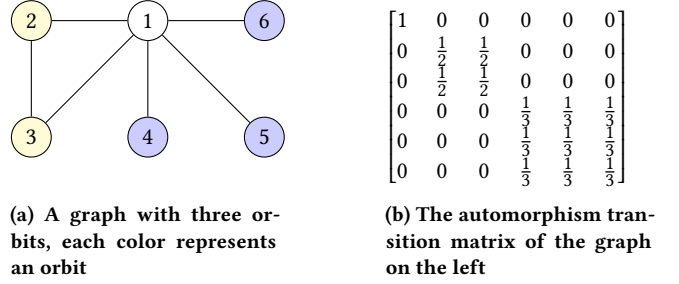 2 1 6
3 4 5
1 0 0 0 0 0
0 1/2 1/2 0 0 0
0 1/2 1/2 0 0 0
0 0 0 1/3 1/3 1/3
0 0 0 1/3 1/3 1/3
0 0 0 1/3 1/3 1/3
(a) A graph with three or-
bits, each color represents
an orbit
(b) The automorphism tran-
sition matrix of the graph
on the left